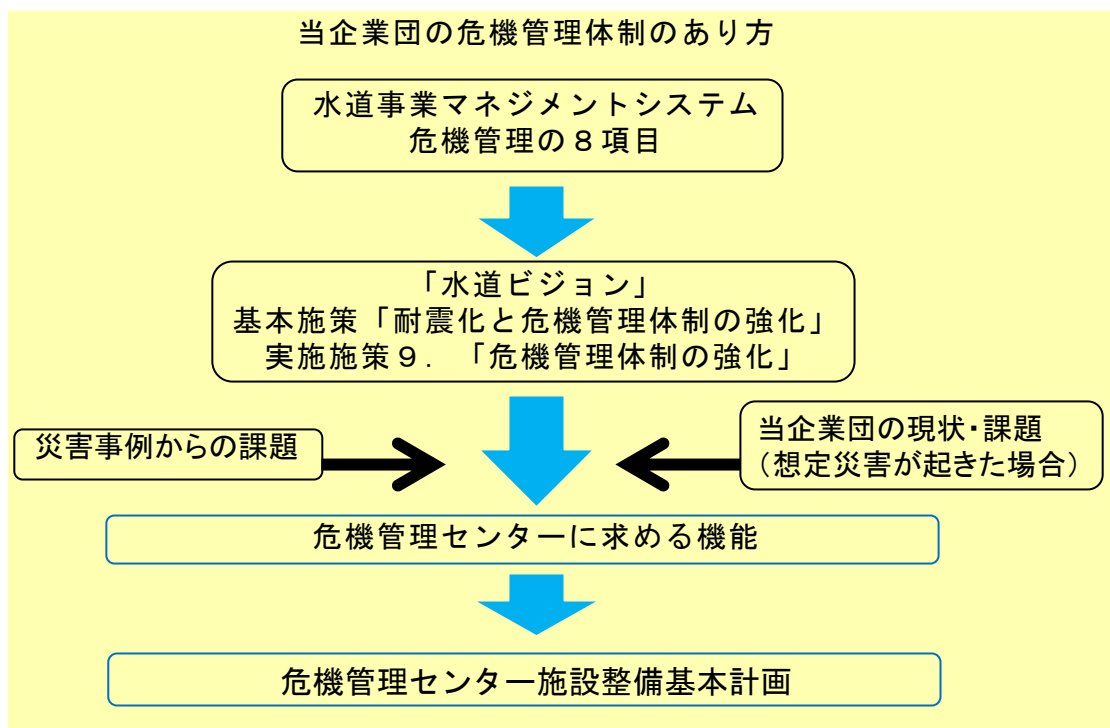 当企業団の危機管理体制のあり方
水道事業マネジメントシステム
危機管理の８項目
「水道ビジョン」
基本施策「耐震化と危機管理体制の強化」
実施施策９．「危機管理体制の強化」
災害事例からの課題
当企業団の現状・課題
（想定災害が起きた場合）
危機管理センターに求める機能
危機管理センター施設整備基本計画